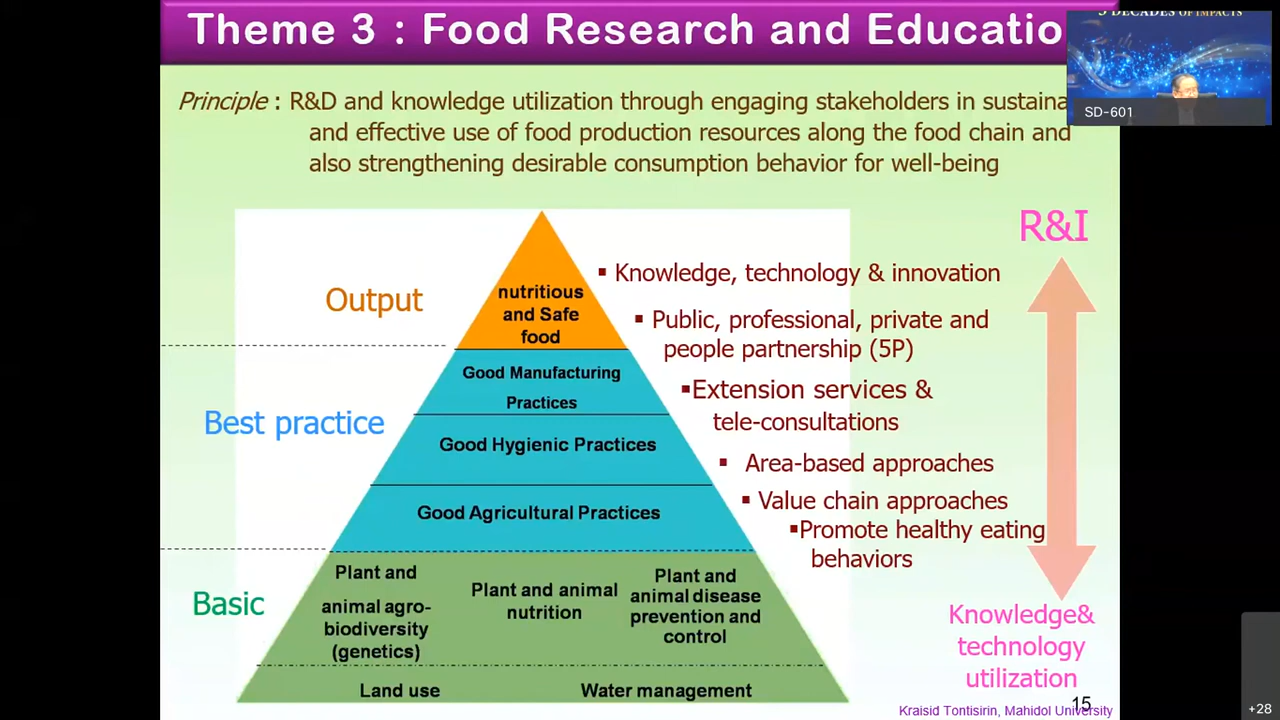 Theme 3 : Food Research and Educatio
3 DECADES OF IMPACTS
SD-601
Principle : R&D and knowledge utilization through engaging stakeholders in sustaina
and effective use of food production resources along the food chain and
also strengthening desirable consumption behavior for well-being
R&I
Output
nutritious
and Safe
food
▪ Knowledge, technology & innovation
▪ Public, professional, private and
people partnership (5P)
Best practice
Good Manufacturing
Practices
Good Hygienic Practices
Good Agricultural Practices
▪Extension services &
tele-consultations
▪ Area-based approaches
▪ Value chain approaches
▪Promote healthy eating
behaviors
Basic
Plant and
animal agro-
biodiversity
(genetics)
Plant and animal
nutrition
Plant and
animal disease
prevention and
control
Land use
Water management
Knowledge&
technology
utilization
15
Kraisid Tontisirin, Mahidol University
+28